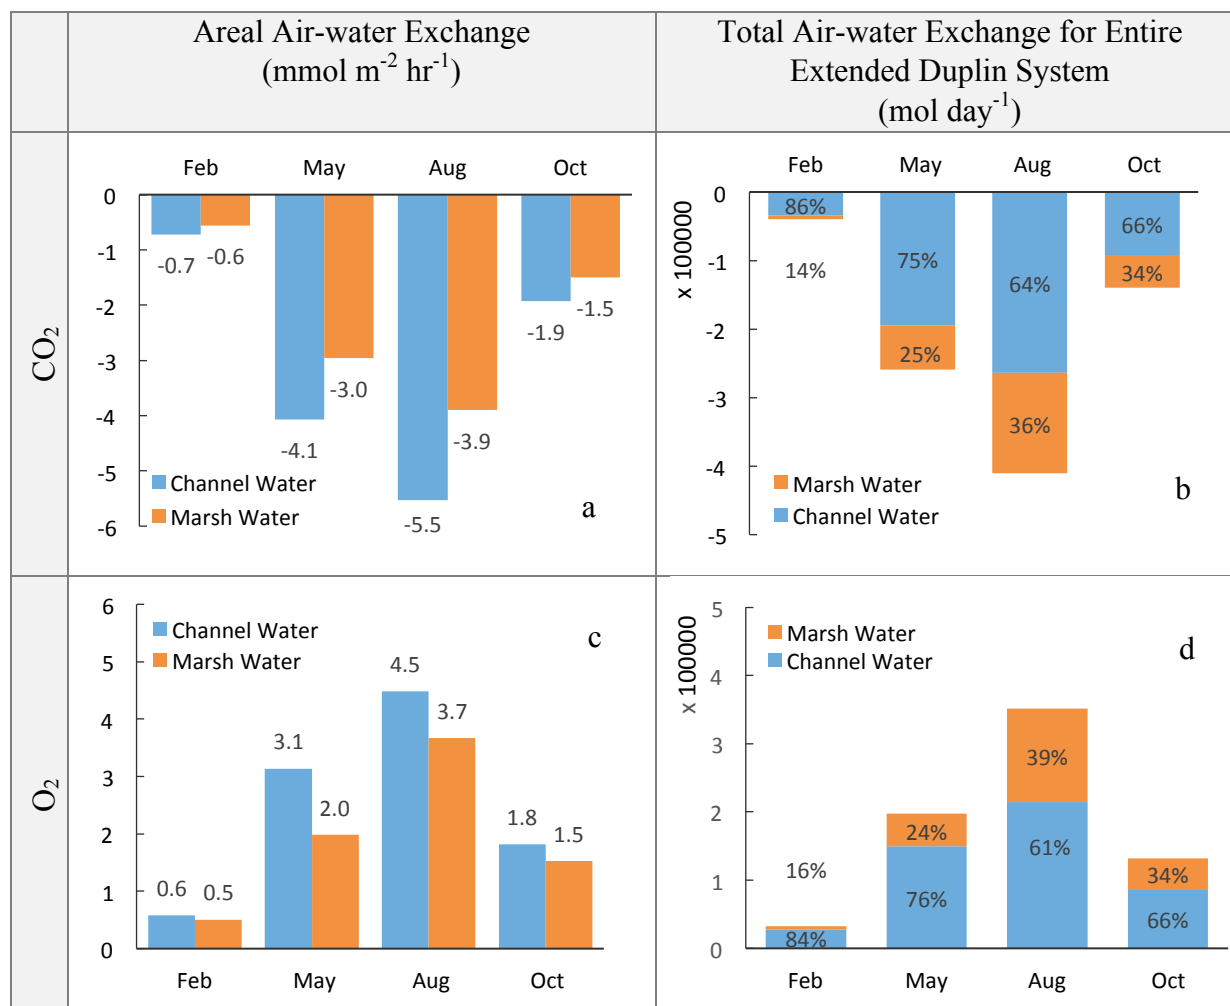 Areal Air-water Exchange
(mmol m⁻² hr⁻¹)
Total Air-water Exchange for Entire
Extended Duplin System
(mol day⁻¹)
CO₂
Feb May Aug Oct
0
-1
-2
-3
-4
-5
-6
-0.7
-0.6
-4.1
-3.0
-5.5
-3.9
-1.9
-1.5
Channel Water
Marsh Water
a
Feb May Aug Oct
x 100000
0
-1
-2
-3
-4
-5
86%
14%
75%
25%
64%
36%
66%
34%
Marsh Water
Channel Water
b
O₂
6
5
4
3
2
1
0
Channel Water
Marsh Water
c
0.6
0.5
3.1
2.0
4.5
3.7
1.8
1.5
Feb May Aug Oct
x 100000
5
4
3
2
1
0
Marsh Water
Channel Water
d
16%
84%
24%
76%
39%
61%
34%
66%
Feb May Aug Oct